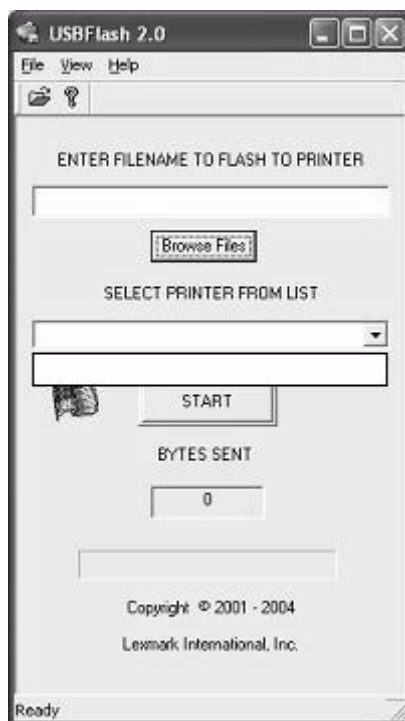 USBFlash 2.0
File View Help
ENTER FILENAME TO FLASH TO PRINTER
Browse Files
SELECT PRINTER FROM LIST
START
BYTES SENT
0
Copyright © 2001 - 2004
Lexmark International, Inc.
Ready